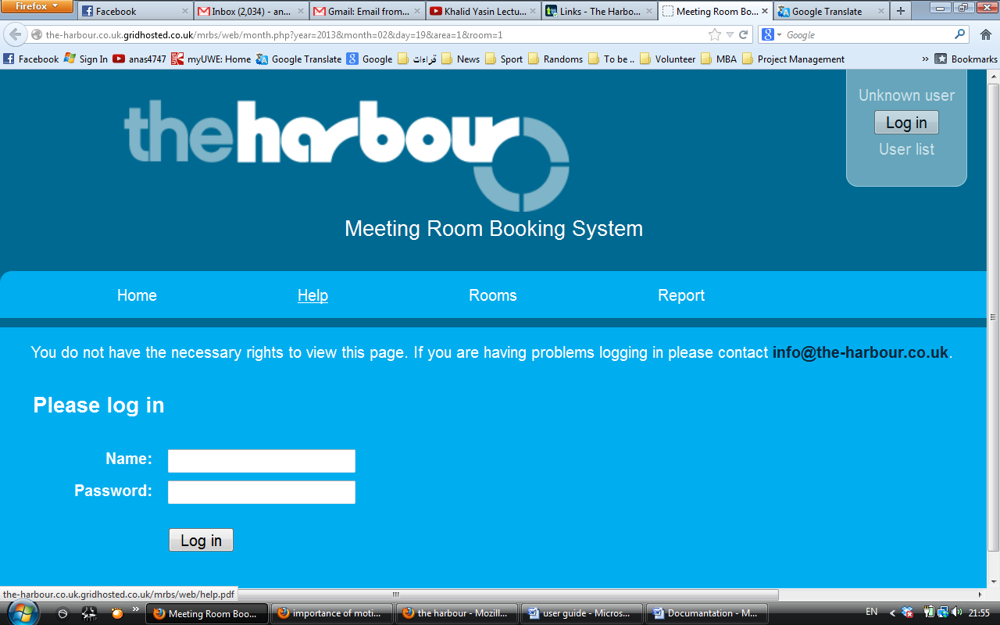 Firefox
Facebook
Inbox (2,034) - an...
Gmail: Email from...
Khalid Yasin Lectu...
Links - The Harbo...
Meeting Room Bo...
Google Translate
the-harbour.co.uk.gridhosted.co.uk/mrbs/web/month.php?year=2013&month=02&day=19&area=1&room=1
Google
Facebook
Sign In
anas4747
myUWE: Home
Google Translate
Google
قراءات
News
Sport
Randoms
To be ..
Volunteer
MBA
Project Management
»
Bookmarks
Unknown user
Log in
User list
theharbour
Meeting Room Booking System
Home
Help
Rooms
Report
You do not have the necessary rights to view this page. If you are having problems logging in please contact info@the-harbour.co.uk.
Please log in
Name:
Password:
Log in
the-harbour.co.uk.gridhosted.co.uk/mrbs/web/help.pdf
»
Meeting Room Boo...
importance of moti...
the harbour - Mozill...
user guide - Micros...
Documantation - M...
EN
21:55